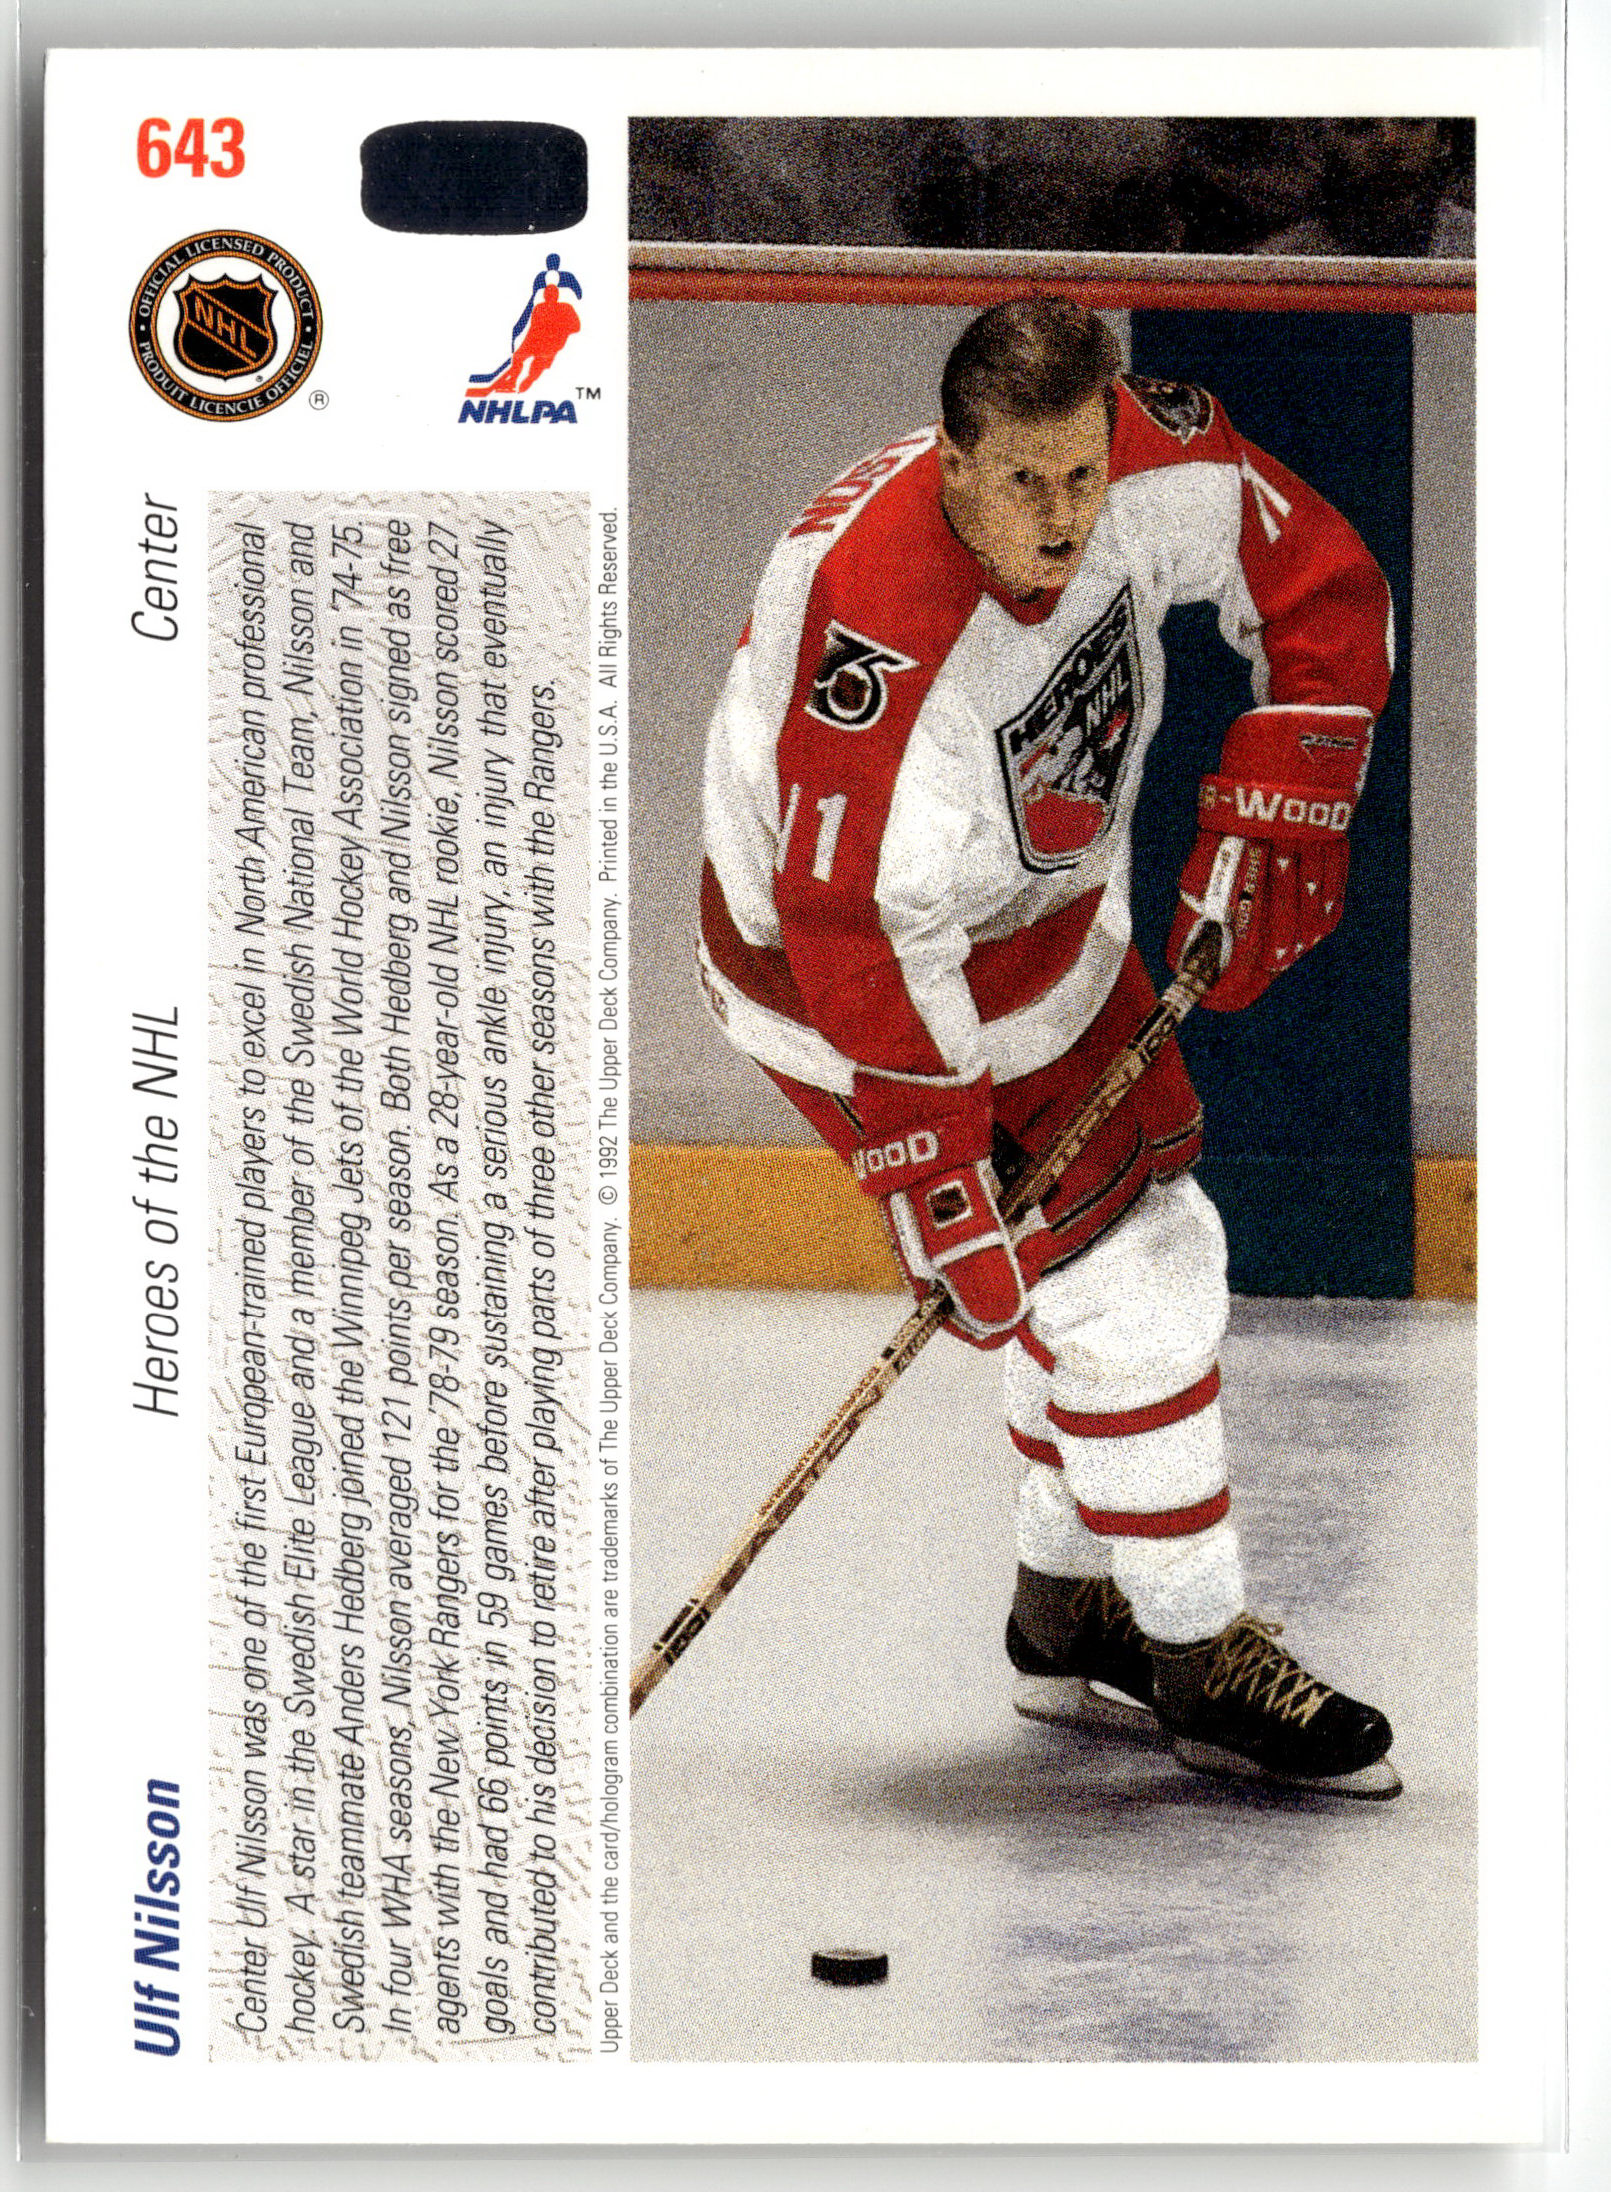 643
OFFICIAL LICENSED PRODUCT
NHL
PRODUIT LICENCIE OFFICIEL
®
NHLPA™
Ulf Nilsson
Heroes of the NHL
Center
Center Ulf Nilsson was one of the first European-trained players to excel in North American professional
hockey. A star in the Swedish Elite League and a member of the Swedish National Team, Nilsson and
Swedish teammate Anders Hedberg joined the Winnipeg Jets of the World Hockey Association in '74-75.
In four WHA seasons, Nilsson averaged 121 points per season. Both Hedberg and Nilsson signed as free
agents with the New York Rangers for the '78-79 season. As a 28-year-old NHL rookie, Nilsson scored 27
goals and had 66 points in 59 games before sustaining a serious ankle injury, an injury that eventually
contributed to his decision to retire after playing parts of three other seasons with the Rangers.
Upper Deck and the card/hologram combination are trademarks of The Upper Deck Company. © 1992 The Upper Deck Company. Printed in the U.S.A. All Rights Reserved.
75
11
HEROES
NHL
R-WOOD
WOOD